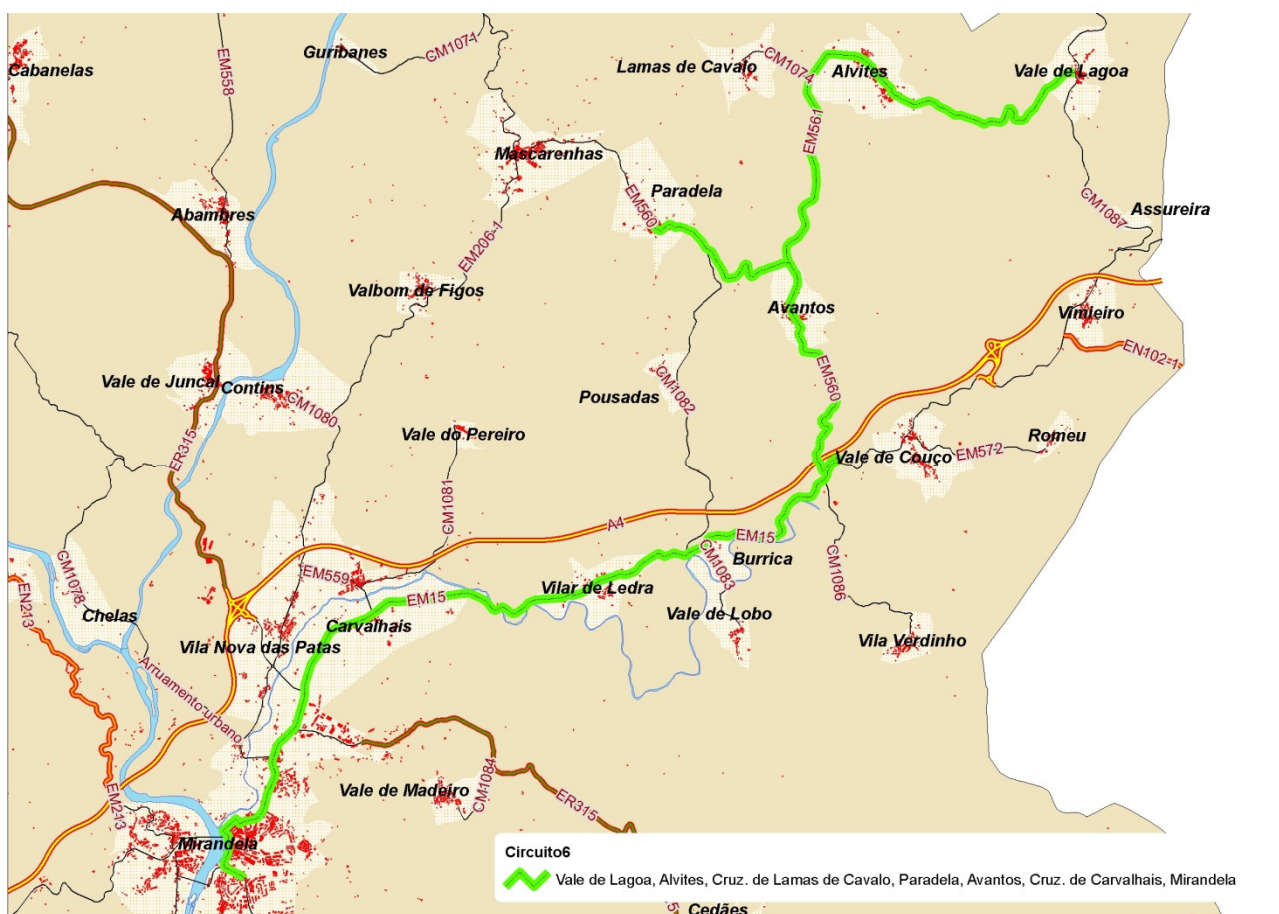 Guribanes
CM1071
EM558
Cabanelas
Lamas de Cavalo
CM1074
Alvites
Vale de Lagoa
EM561
Mascarenhas
Paradela
EM560
Abambres
CM1087
Assureira
EM206-1
Valbom de Figos
Avantos
Vimieiro
EN102-1
Vale de Juncal
Contins
CM1080
Pousadas
CM1082
EM560
ER315
Vale do Pereiro
Romeu
Vale de Couço
EM572
CM1081
A4
EM15
Burrica
CM1083
CM1086
CM1078
EN213
EM559
Vilar de Ledra
EM15
Chelas
Carvalhais
Vale de Lobo
Vila Verdinho
Vila Nova das Patas
Arruamento urbano
Vale de Madeiro
CM1084
ER315
EM213
Mirandela
Circuito6
Vale de Lagoa, Alvites, Cruz. de Lamas de Cavalo, Paradela, Avantos, Cruz. de Carvalhais, Mirandela
Cedães